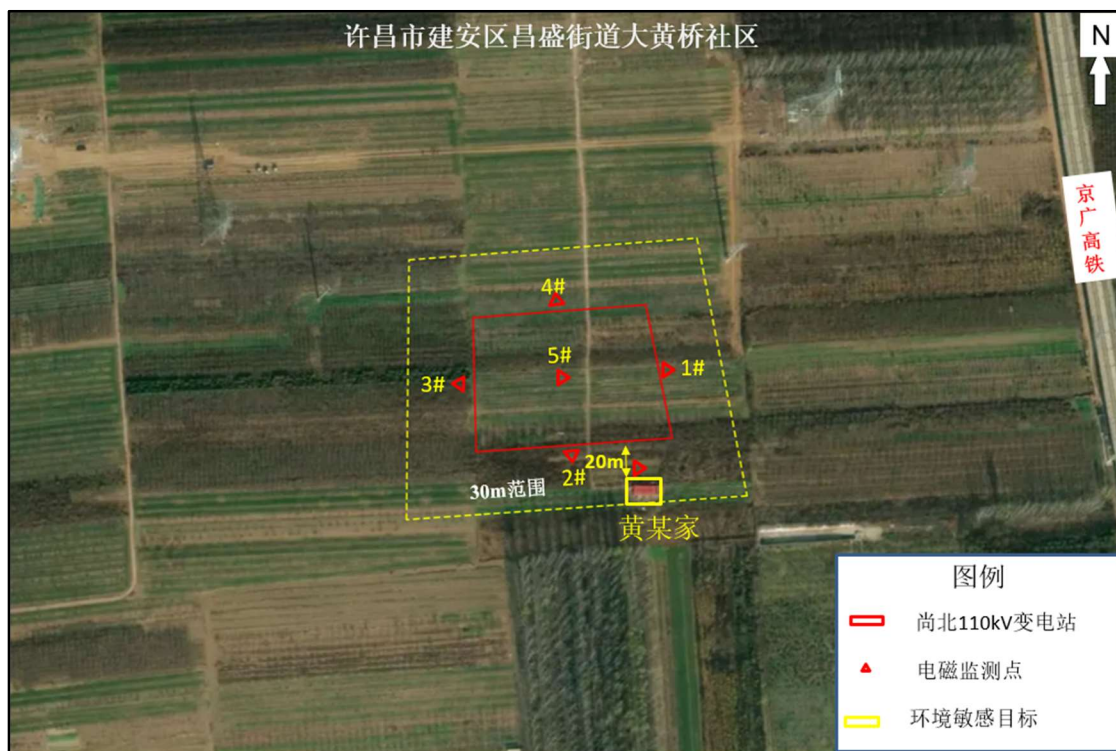 许昌市建安区昌盛街道大黄桥社区
N
京广高铁
4#
5#
1#
3#
2#
20m
30m范围
黄某家
图例
尚北110kV变电站
电磁监测点
环境敏感目标